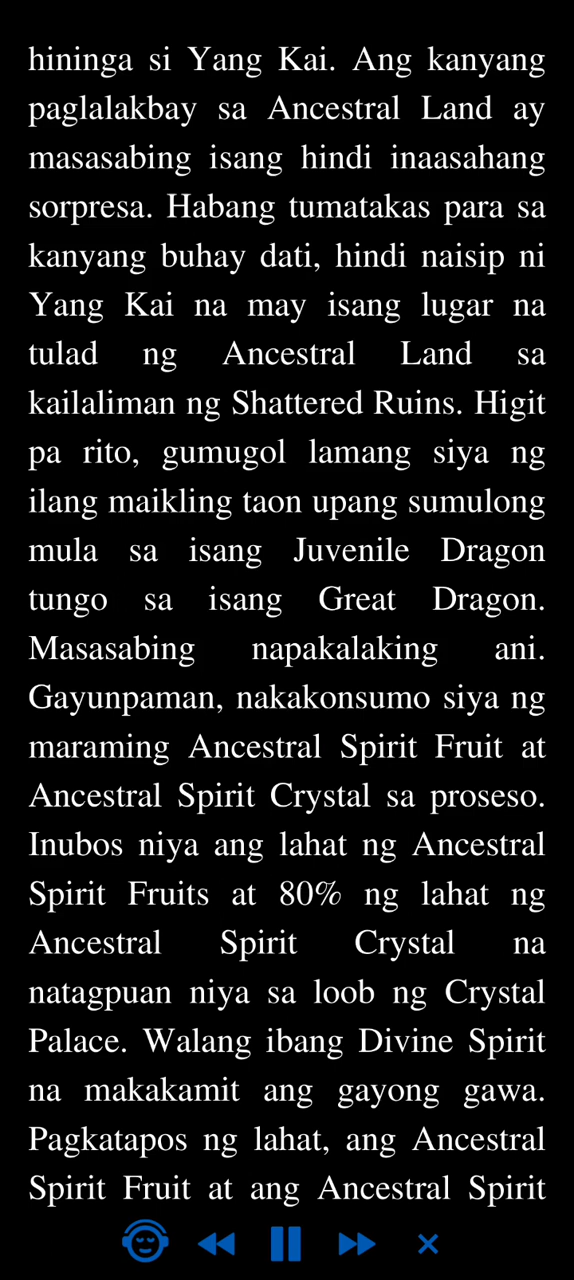 hininga si Yang Kai. Ang kanyang
paglalakbay sa Ancestral Land ay
masasabing isang hindi inaasahang
sorpresa. Habang tumatakas para sa
kanyang buhay dati, hindi naisip ni
Yang Kai na may isang lugar na
tulad ng Ancestral Land sa
kailaliman ng Shattered Ruins. Higit
pa rito, gumugol lamang siya ng
ilang maikling taon upang sumulong
mula sa isang Juvenile Dragon
tungo sa isang Great Dragon.
Masasabing napakalaking ani.
Gayunpaman, nakakonsumo siya ng
maraming Ancestral Spirit Fruit at
Ancestral Spirit Crystal sa proseso.
Inubos niya ang lahat ng Ancestral
Spirit Fruits at 80% ng lahat ng
Ancestral Spirit Crystal na
natagpuan niya sa loob ng Crystal
Palace. Walang ibang Divine Spirit
na makakamit ang gayong gawa.
Pagkatapos ng lahat, ang Ancestral
Spirit Fruit at ang Ancestral Spirit